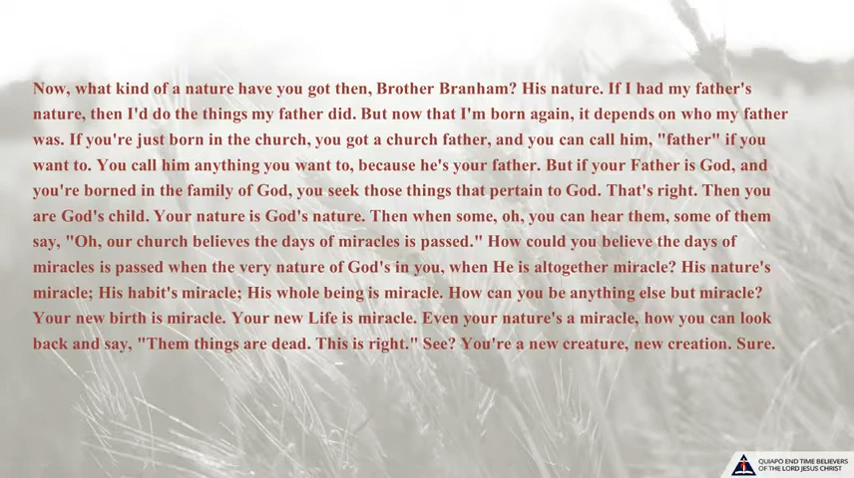 Now, what kind of a nature have you got then, Brother Branham? His nature. If I had my father's
nature, then I'd do the things my father did. But now that I'm born again, it depends on who my father
was. If you're just born in the church, you got a church father, and you can call him, "father" if you
want to. You call him anything you want to, because he's your father. But if your Father is God, and
you're borned in the family of God, you seek those things that pertain to God. That's right. Then you
are God's child. Your nature is God's nature. Then when some, oh, you can hear them, some of them
say, "Oh, our church believes the days of miracles is passed." How could you believe the days of
miracles is passed when the very nature of God's in you, when He is altogether miracle? His nature's
miracle; His habit's miracle; His whole being is miracle. How can you be anything else but miracle?
Your new birth is miracle. Your new Life is miracle. Even your nature's a miracle, how you can look
back and say, "Them things are dead. This is right." See? You're a new creature, new creation. Sure.
QUIAPO END TIME BELIEVERS
OF THE LORD JESUS CHRIST